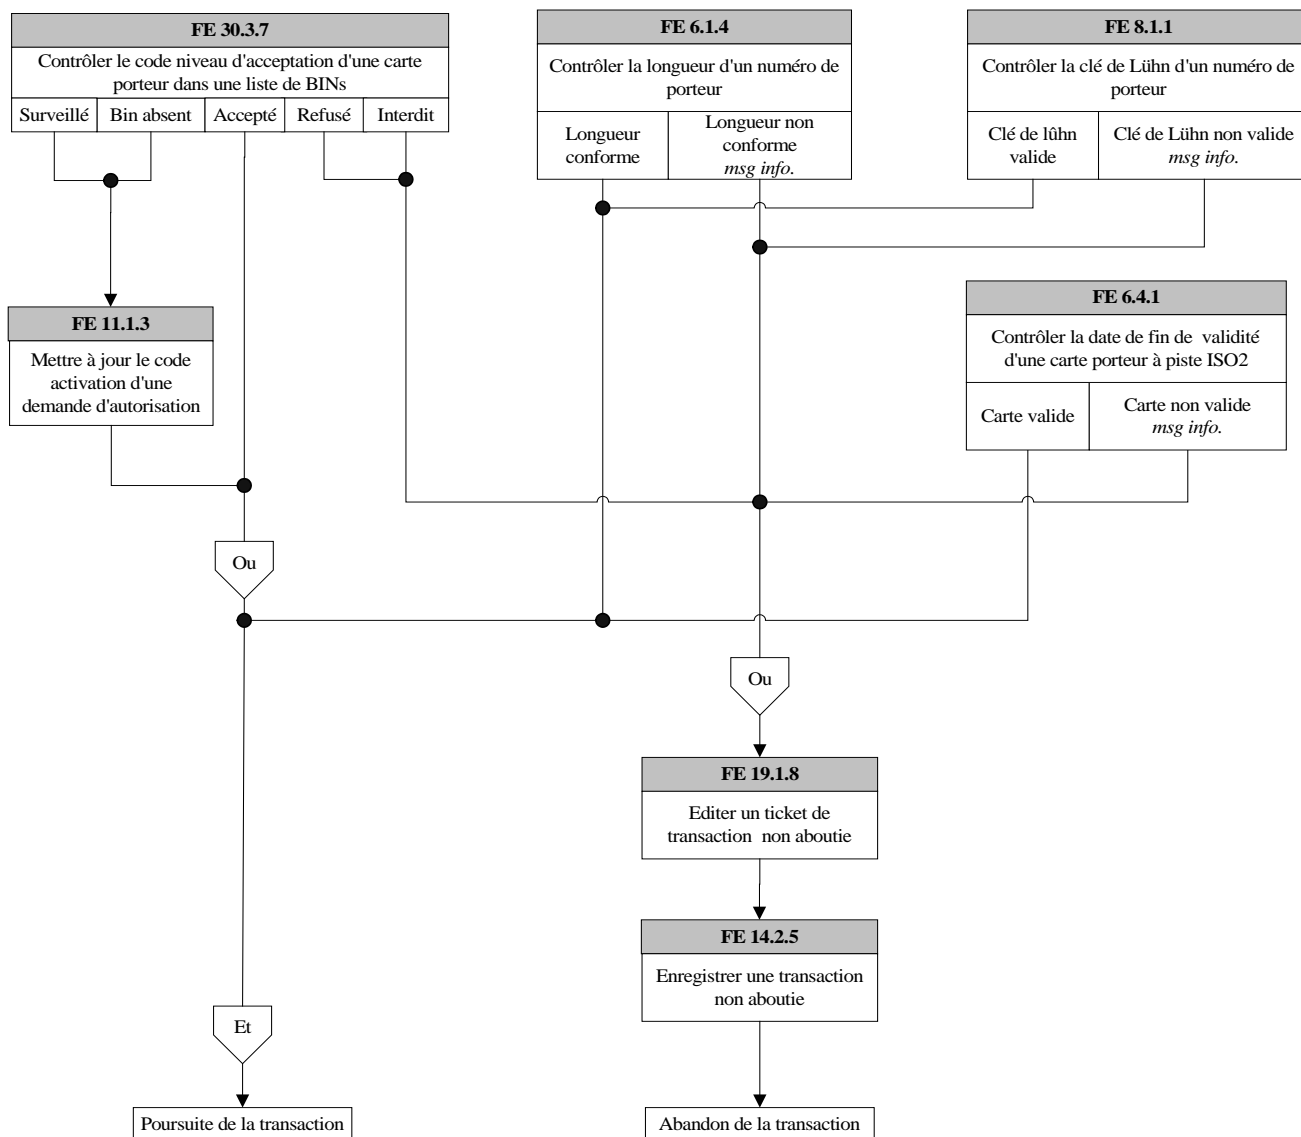 FE 30.3.7
Contrôler le code niveau d'acceptation d'une carte
porteur dans une liste de BINs
Surveillé
Bin absent
Accepté
Refusé
Interdit
FE 6.1.4
Contrôler la longueur d'un numéro de
porteur
Longueur
conforme
Longueur non
conforme
msg info.
FE 8.1.1
Contrôler la clé de Lühn d'un numéro de
porteur
Clé de lûhn
valide
Clé de Lühn non valide
msg info.
FE 6.4.1
Contrôler la date de fin de validité
d'une carte porteur à piste ISO2
Carte valide
Carte non valide
msg info.
FE 11.1.3
Mettre à jour le code
activation d'une
demande d'autorisation
Ou
Ou
FE 19.1.8
Editer un ticket de
transaction non aboutie
FE 14.2.5
Enregistrer une transaction
non aboutie
Et
Poursuite de la transaction
Abandon de la transaction